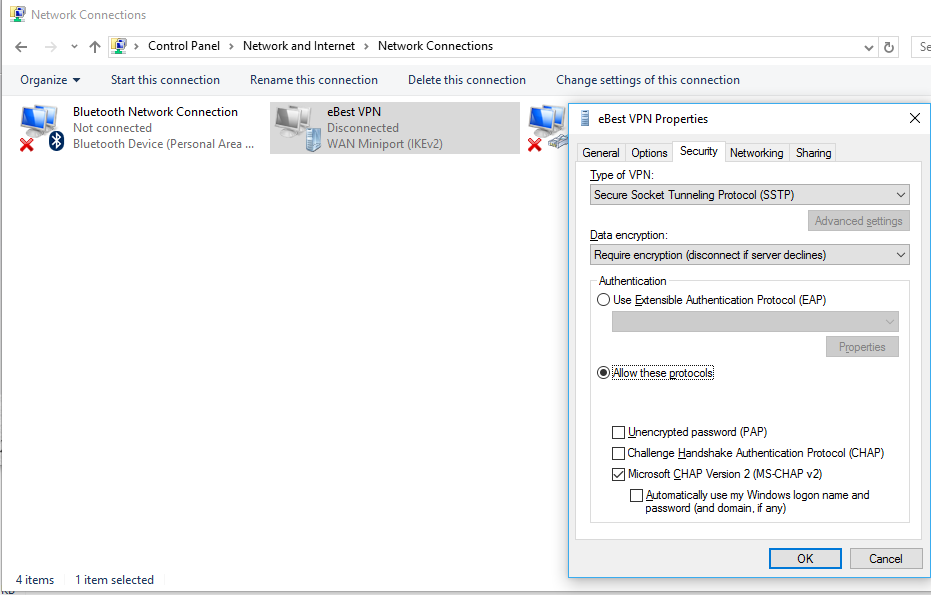 Network Connections
Control Panel > Network and Internet > Network Connections
Se
Organize
Start this connection
Rename this connection
Delete this connection
Change settings of this connection
Bluetooth Network Connection
Not connected
Bluetooth Device (Personal Area ...
eBest VPN
Disconnected
WAN Miniport (IKEv2)
eBest VPN Properties
General
Options
Security
Networking
Sharing
Type of VPN:
Secure Socket Tunneling Protocol (SSTP)
Advanced settings
Data encryption:
Require encryption (disconnect if server declines)
Authentication
Use Extensible Authentication Protocol (EAP)
Properties
Allow these protocols
Unencrypted password (PAP)
Challenge Handshake Authentication Protocol (CHAP)
Microsoft CHAP Version 2 (MS-CHAP v2)
Automatically use my Windows logon name and
password (and domain, if any)
OK
Cancel
4 items
1 item selected